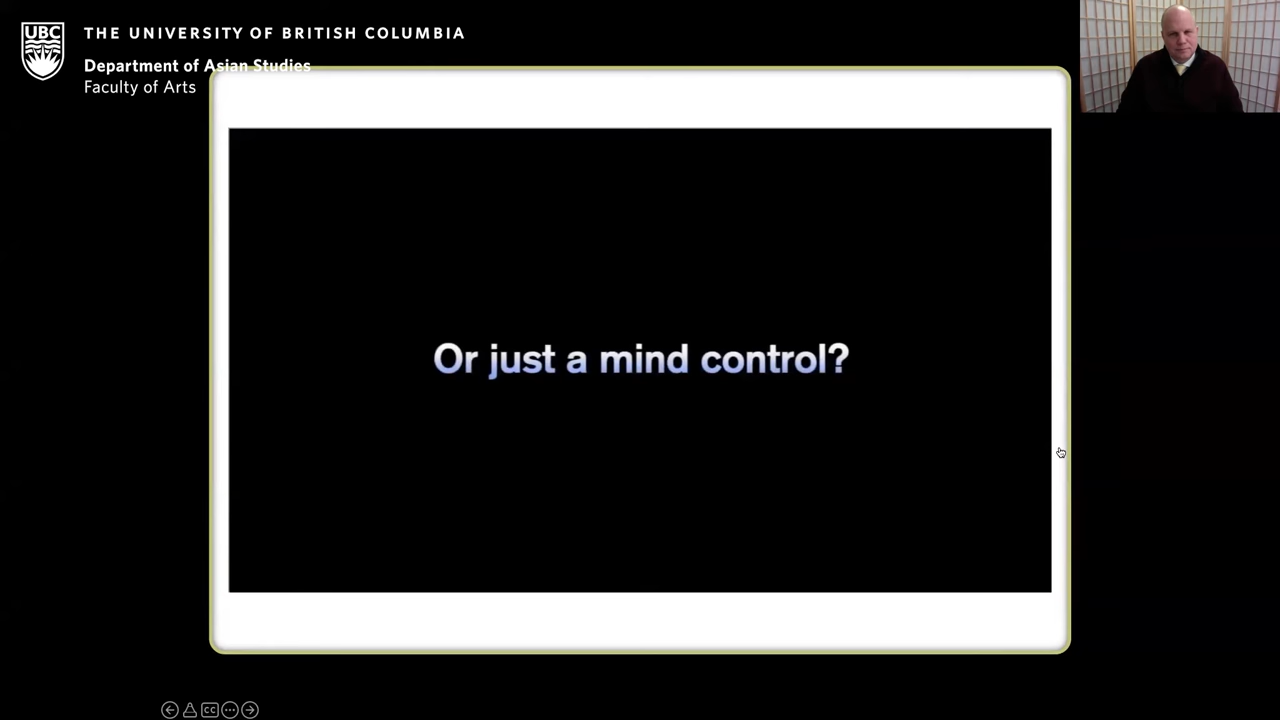 UBC
THE UNIVERSITY OF BRITISH COLUMBIA
Department of Asian Studies
Faculty of Arts
Or just a mind control?
CC